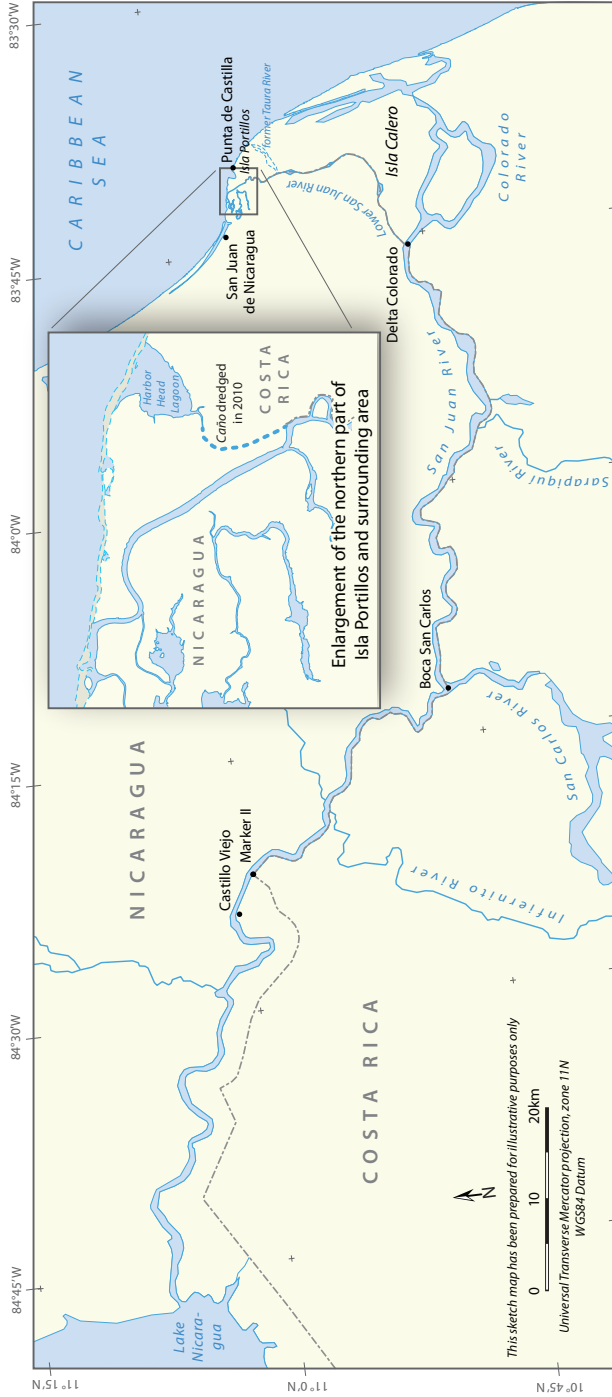 84°45'W
84°30'W
84°15'W
84°0'W
83°45'W
83°30'W
11°15'N
11°0'N
10°45'N
CARIBBEAN
SEA
NICARAGUA
COSTA RICA
Lake
Nicara-
gua
Castillo Viejo
Marker II
Infiernito River
San Carlos River
Boca San Carlos
San Juan River
Sarapiquí River
Delta Colorado
Colorado
River
Isla Calero
Lower San Juan River
former Taura River
Isla Portillos
Punta de Castilla
San Juan
de Nicaragua
Harbor
Head
Lagoon
Caño dredged
in 2010
COSTA
RICA
NICARAGUA
Enlargement of the northern part of
Isla Portillos and surrounding area
N
This sketch map has been prepared for illustrative purposes only
0 10 20km
Universal Transverse Mercator projection, zone 11N
WGS84 Datum